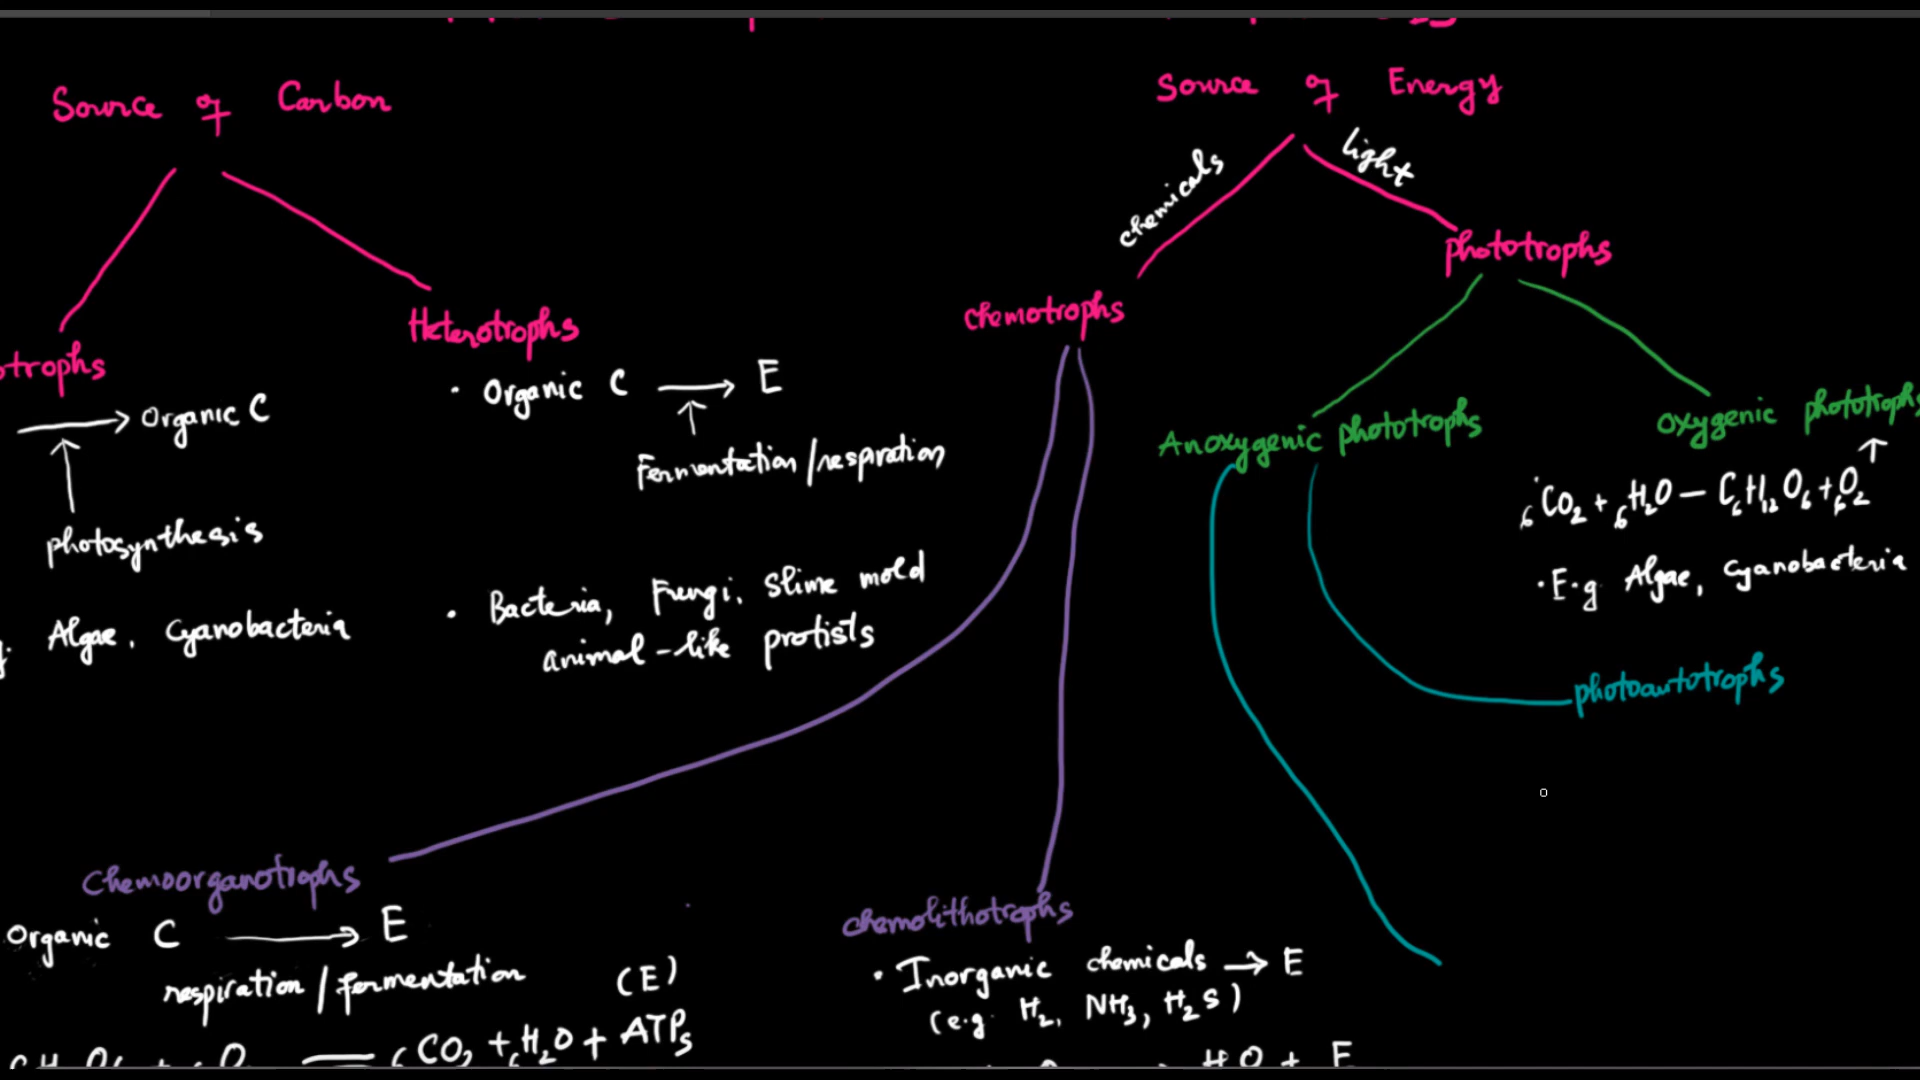 Source of Carbon
Heterotrophs
otrophs
→ Organic C
photosynthesis
Algae, Cyanobacteria
• Organic C → E
Fermentation/respiration
• Bacteria, Fungi, Slime mold
animal-like protists
Source of Energy
chemicals
light
chemotrophs
phototrophs
Anoxygenic phototrophs
Oxygenic phototrophs
6CO2 + 6H2O — C6H12O6 + 6O2
• E.g Algae, Cyanobacteria
photoautotrophs
Chemoorganotrophs
Organic C → E
respiration/fermentation (E)
6CO2 + 6H2O + ATPs
chemolithotrophs
• Inorganic chemicals → E
(e.g H2, NH3, H2S)
H2O + E